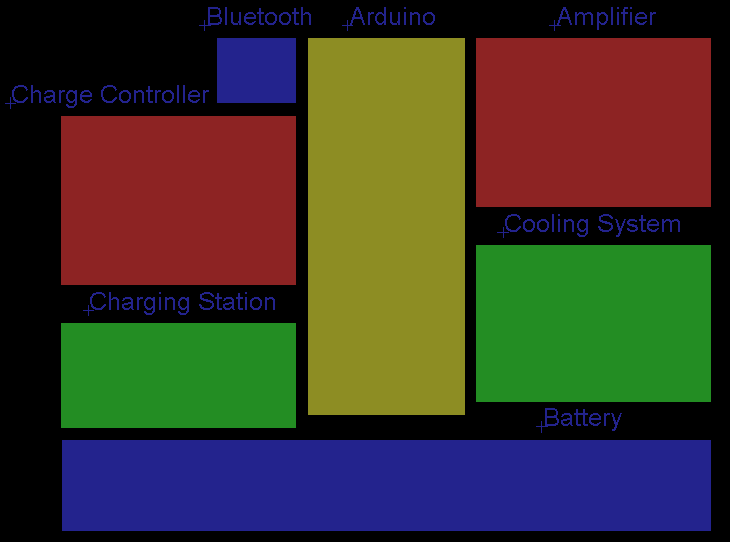 Bluetooth
Arduino
Amplifier
Charge Controller
Cooling System
Charging Station
Battery